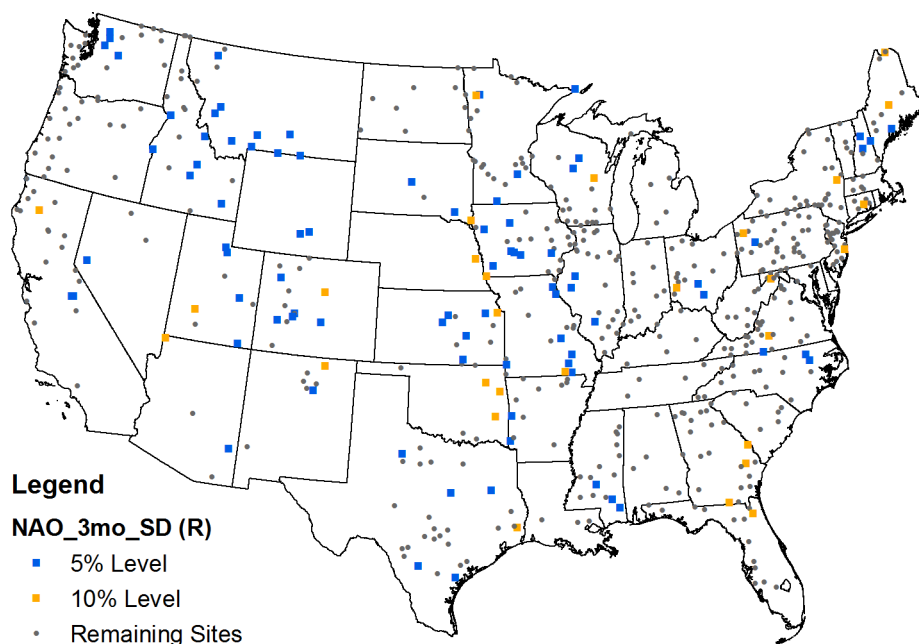 Legend
NAO_3mo_SD (R)
5% Level
10% Level
Remaining Sites